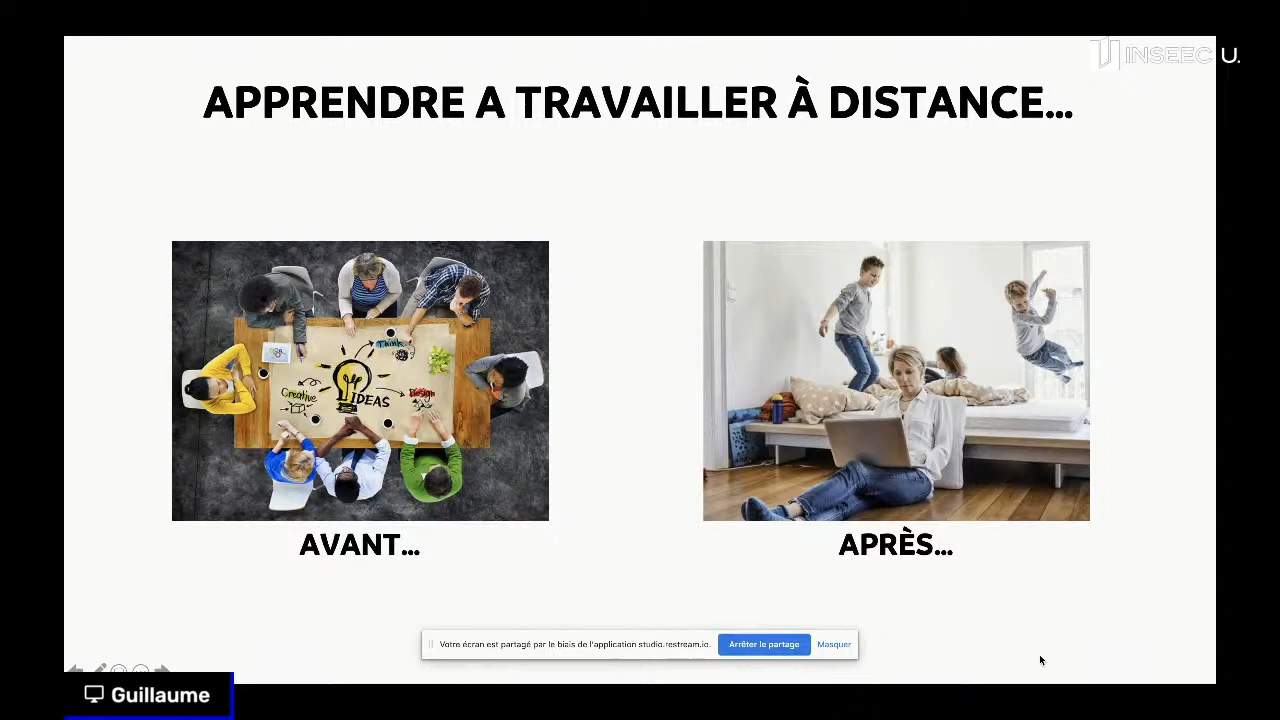 INSEEC U.
APPRENDRE A TRAVAILLER À DISTANCE...
Think
Creative
IDEAS
Design
AVANT...
APRÈS...
Votre écran est partagé par le biais de l'application studio.restream.io.
Arrêter le partage
Masquer
Guillaume